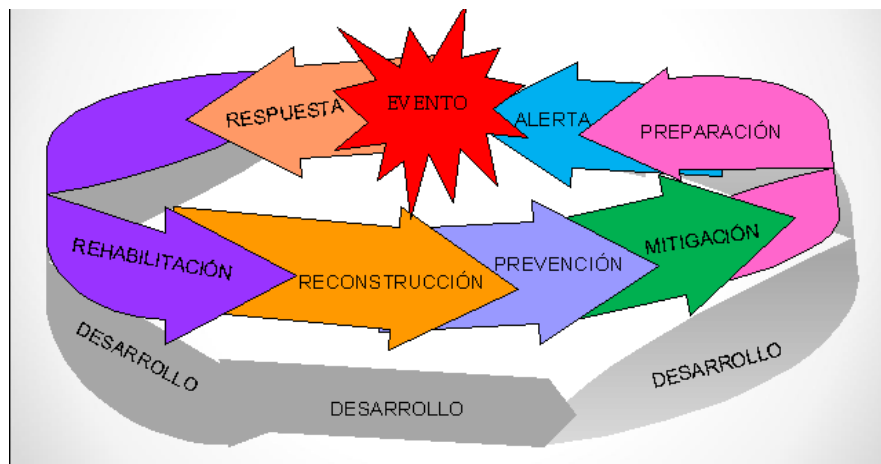 EVENTO
RESPUESTA
ALERTA
PREPARACIÓN
REHABILITACIÓN
RECONSTRUCCIÓN
PREVENCIÓN
MITIGACIÓN
DESARROLLO
DESARROLLO
DESARROLLO